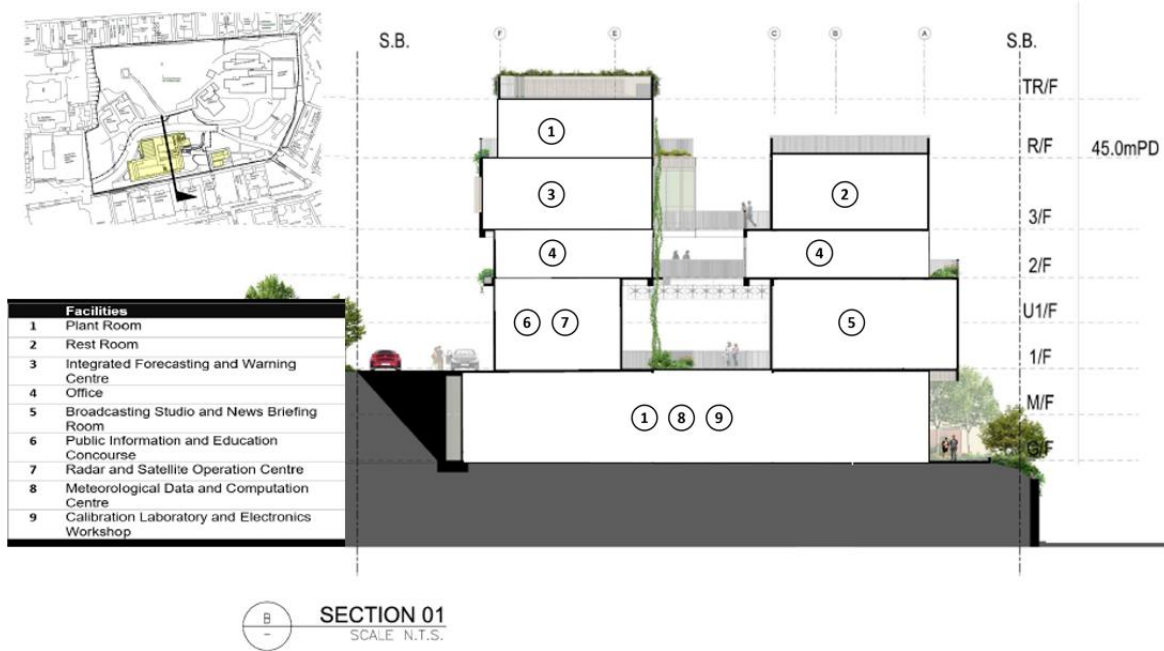 S.B.
F
E
C
B
A
S.B.
TR/F
R/F
45.0mPD
3/F
2/F
U1/F
1/F
M/F
G/F
1
3
2
4
4
6 7
5
1 8 9
Facilities
1 Plant Room
2 Rest Room
3 Integrated Forecasting and Warning
Centre
4 Office
5 Broadcasting Studio and News Briefing
Room
6 Public Information and Education
Concourse
7 Radar and Satellite Operation Centre
8 Meteorological Data and Computation
Centre
9 Calibration Laboratory and Electronics
Workshop
B
-
SECTION 01
SCALE N.T.S.